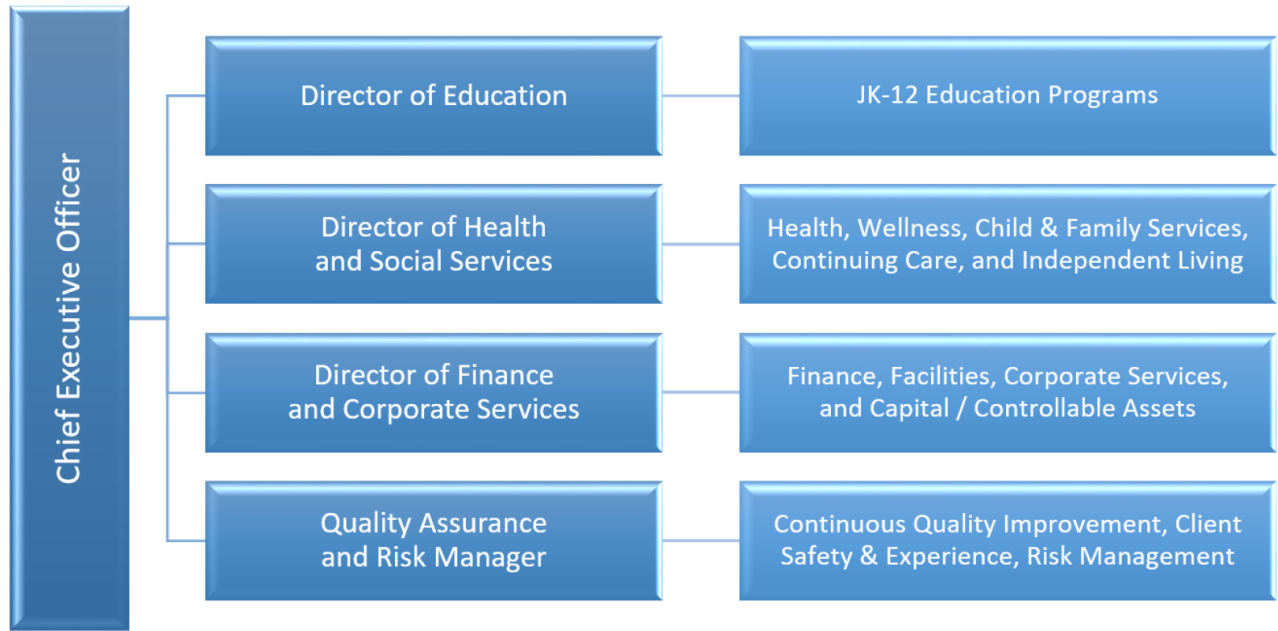 Chief Executive Officer
Director of Education
JK-12 Education Programs
Director of Health
and Social Services
Health, Wellness, Child & Family Services,
Continuing Care, and Independent Living
Director of Finance
and Corporate Services
Finance, Facilities, Corporate Services,
and Capital / Controllable Assets
Quality Assurance
and Risk Manager
Continuous Quality Improvement, Client
Safety & Experience, Risk Management